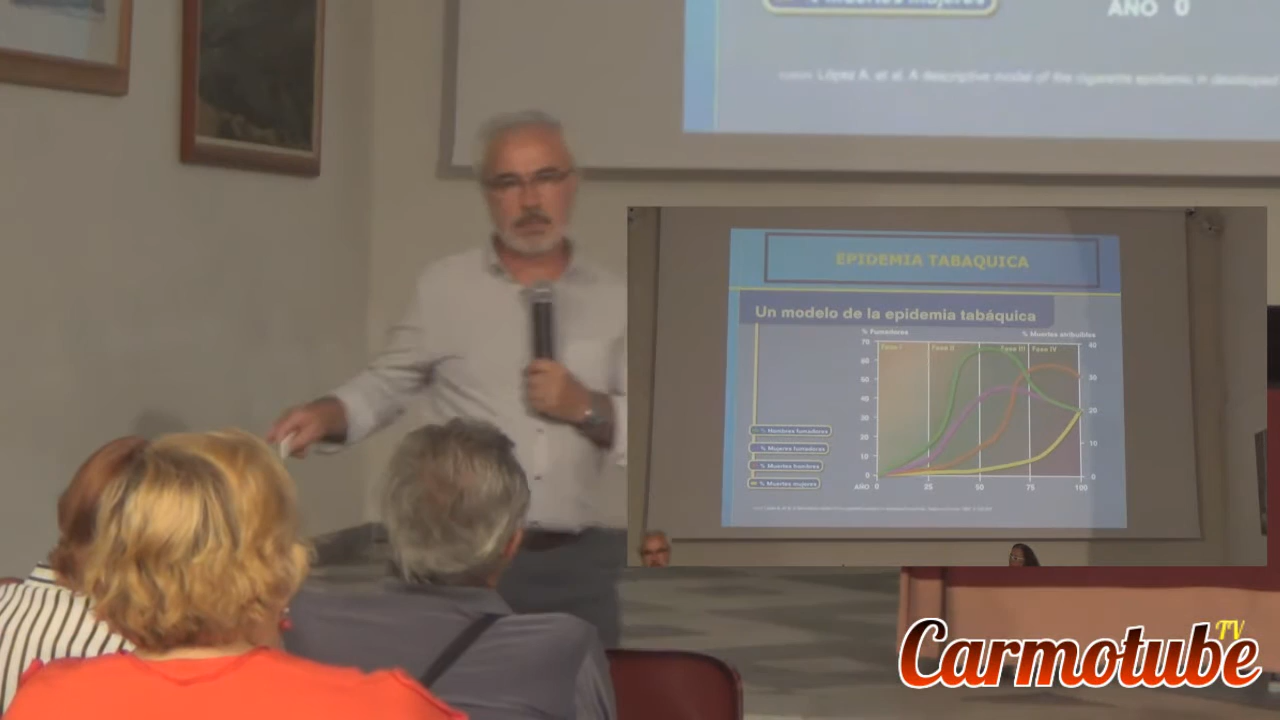 % Muertes mujeres
AÑO 0
López A. et al. A descriptive model of the cigarette epidemic in developed
EPIDEMIA TABAQUICA
Un modelo de la epidemia tabáquica
% Fumadores
% Muertes atribuibles
70
60
50
40
30
20
10
0
Fase I
Fase II
Fase III
Fase IV
40
30
20
10
0
% Hombres fumadores
% Mujeres fumadoras
% Muertes hombres
% Muertes mujeres
AÑO 0 25 50 75 100
Carmotube TV